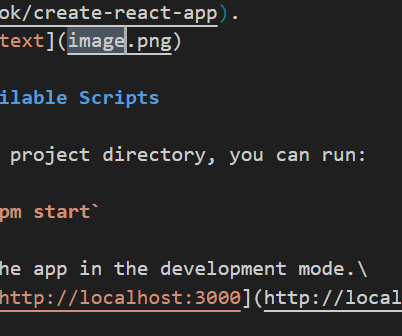 ok/create-react-app).
text](image.png)
ilable Scripts
project directory, you can run:
pm start`
he app in the development mode.\
http://localhost:3000](http://local